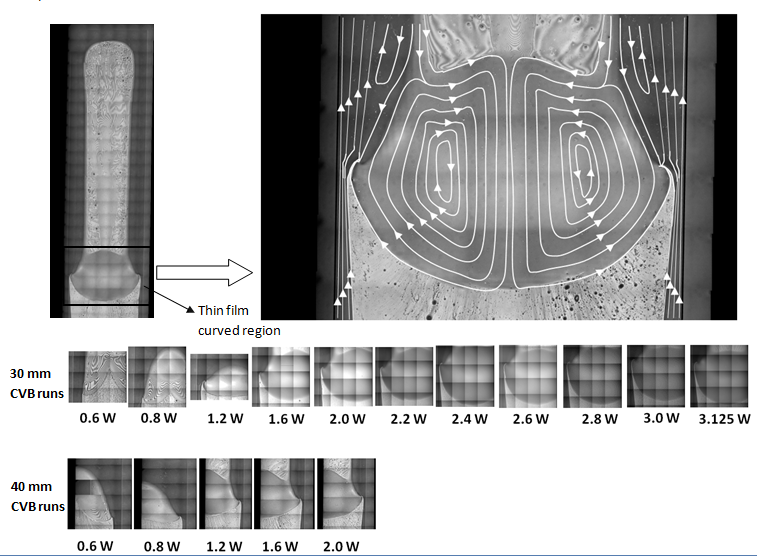 Thin film
curved region
30 mm
CVB runs
0.6 W 0.8 W 1.2 W 1.6 W 2.0 W 2.2 W 2.4 W 2.6 W 2.8 W 3.0 W 3.125 W
40 mm
CVB runs
0.6 W 0.8 W 1.2 W 1.6 W 2.0 W